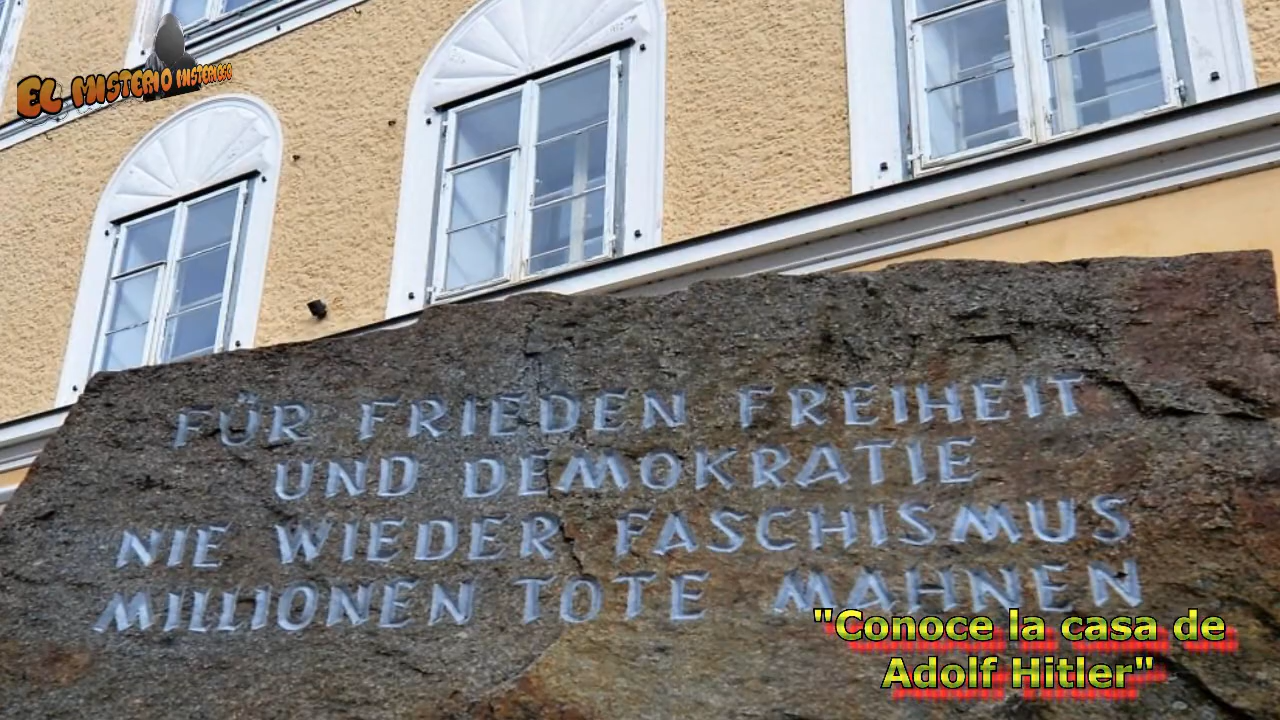 EL MISTERIO MISTERIOSO
FÜR FRIEDEN FREIHEIT
UND DEMOKRATIE
NIE WIEDER FASCHISMUS
MILLIONEN TOTE MAHNEN
"Conoce la casa de
Adolf Hitler"